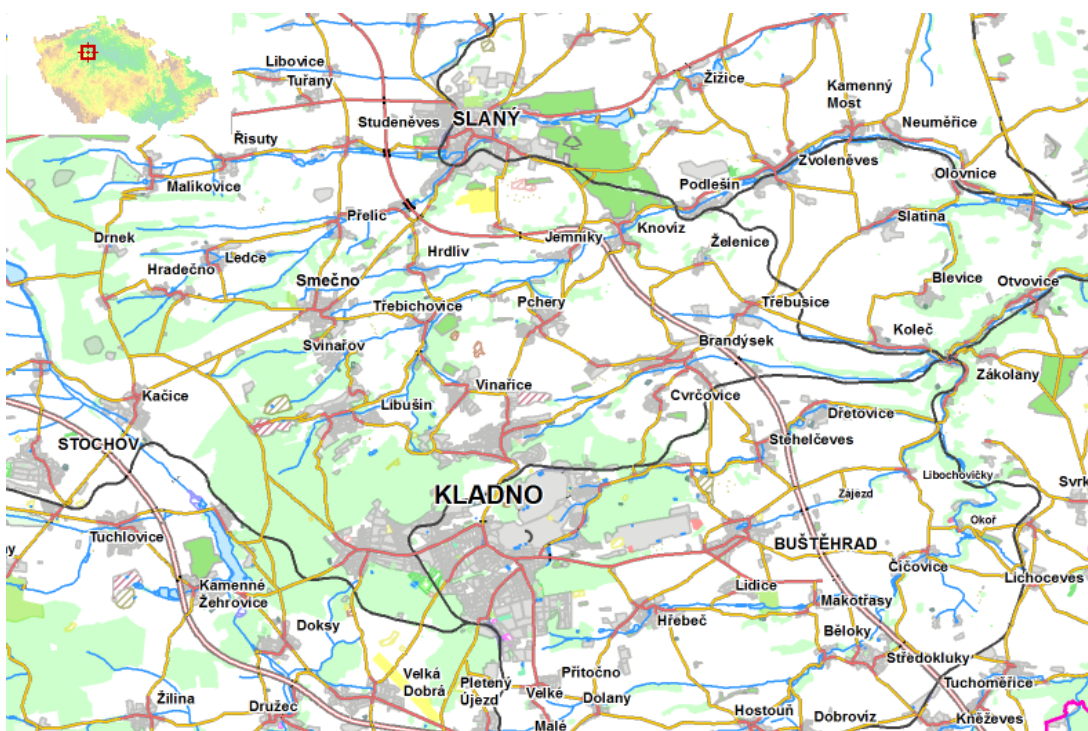 Libovice
Tuřany
Žižice
Kamenný
Most
Studeněves
SLANÝ
Neuměřice
Řisuty
Zvoleněves
Malíkovice
Podlešín
Olovnice
Přelíc
Slatina
Drnek
Knovíz
Jemníky
Želenice
Ledce
Hrdlív
Hradečno
Smečno
Blevice
Otvovice
Třebichovice
Pchery
Třebusice
Koleč
Svinařov
Brandýsek
Zákolany
Vinařice
Kačice
Libušín
Cvrčovice
Dřetovice
STOCHOV
Stehelčeves
Libochovičky
Svrk
KLADNO
Zájezd
Okoř
Tuchlovice
ny
BUŠTĚHRAD
Číčovice
Lichoceves
Kamenné
Žehrovice
Lidice
Makotřasy
Doksy
Hřebeč
Běloky
Středokluky
Velká
Dobrá
Pletený
Újezd
Přítočno
Tuchoměřice
Žilina
Velké
Dolany
Družec
Malé
Hostouň
Dobrovíz
Kněževes